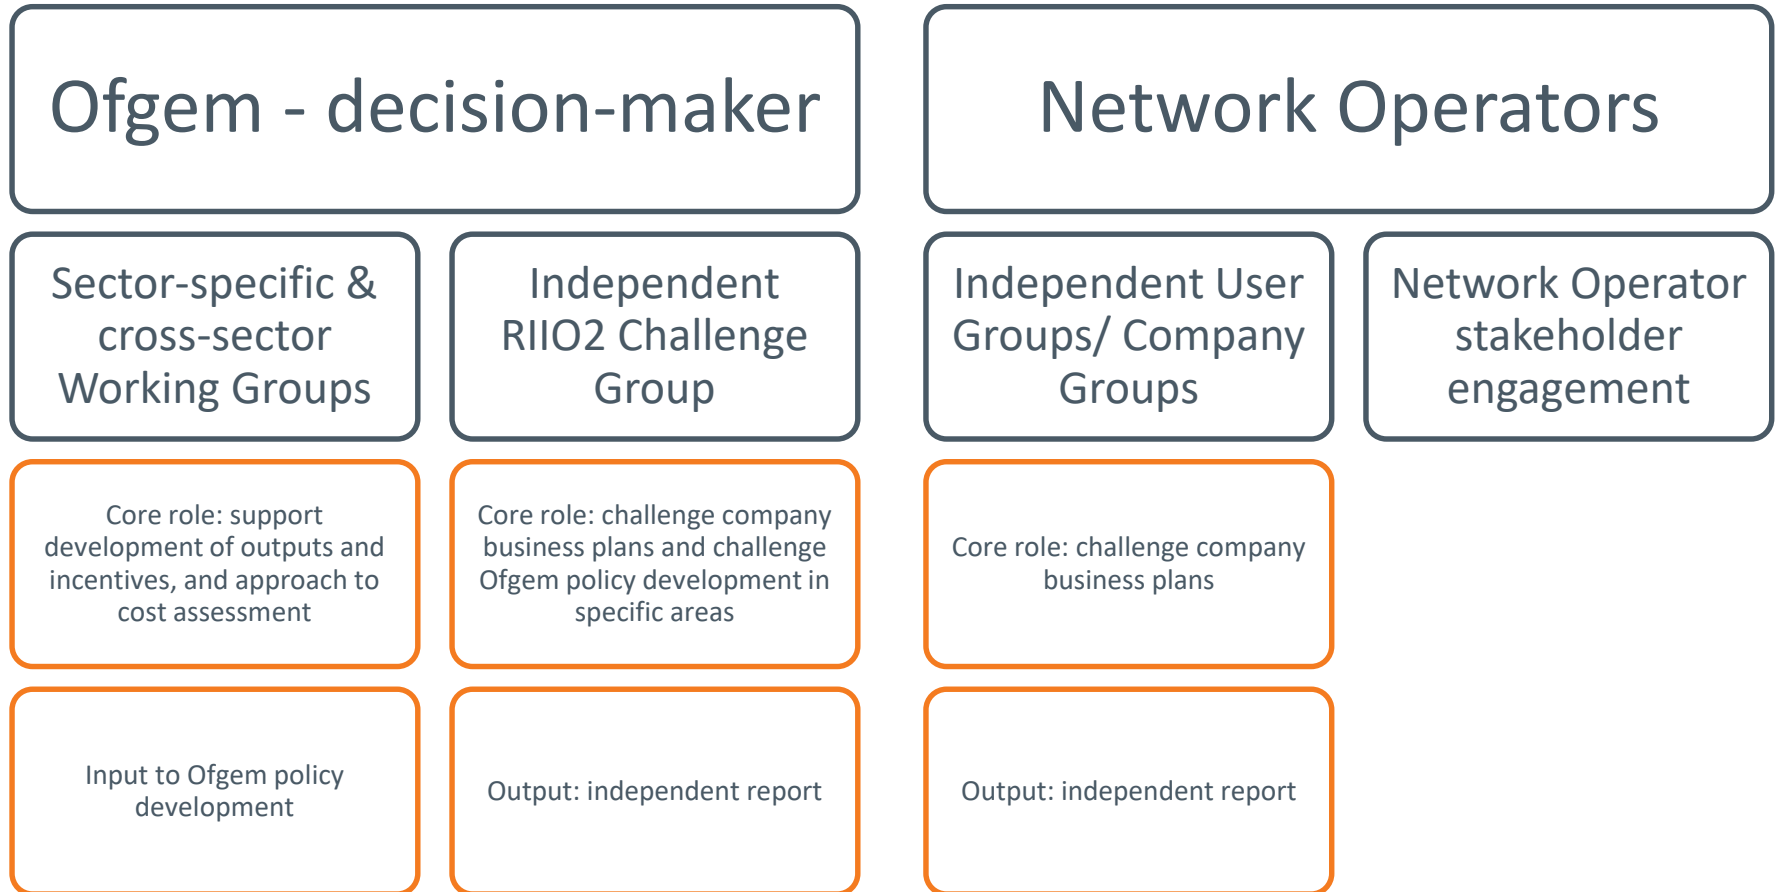 Ofgem - decision-maker
Network Operators
Sector-specific &
cross-sector
Working Groups
Independent
RIIO2 Challenge
Group
Independent User
Groups/ Company
Groups
Network Operator
stakeholder
engagement
Core role: support
development of outputs and
incentives, and approach to
cost assessment
Core role: challenge company
business plans and challenge
Ofgem policy development in
specific areas
Core role: challenge company
business plans
Input to Ofgem policy
development
Output: independent report
Output: independent report